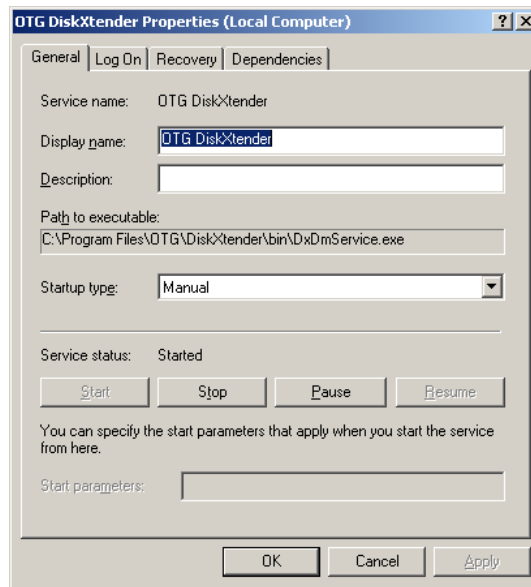 OTG DiskXtender Properties (Local Computer)
General Log On Recovery Dependencies
Service name: OTG DiskXtender
Display name: OTG DiskXtender
Description:
Path to executable:
C:\Program Files\OTG\DiskXtender\bin\DxDmService.exe
Startup type: Manual
Service status: Started
Start Stop Pause Resume
You can specify the start parameters that apply when you start the service
from here.
Start parameters:
OK Cancel Apply